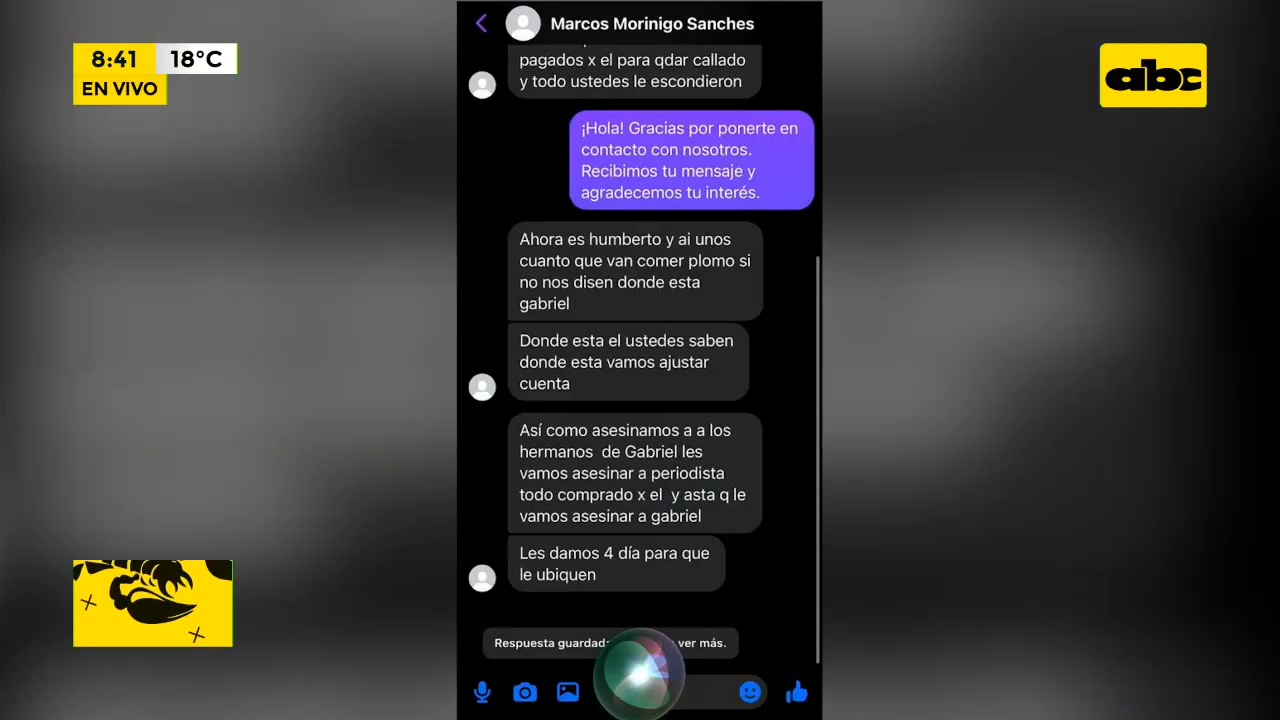 Marcos Morinigo Sanches
8:41 18°C
EN VIVO
abc
pagados x el para qdar callado
y todo ustedes le escondieron
¡Hola! Gracias por ponerte en
contacto con nosotros.
Recibimos tu mensaje y
agradecemos tu interés.
Ahora es humberto y ai unos
cuanto que van comer plomo si
no nos disen donde esta
gabriel
Donde esta el ustedes saben
donde esta vamos ajustar
cuenta
Así como asesinamos a a los
hermanos de Gabriel les
vamos asesinar a periodista
todo comprado x el y asta q le
vamos asesinar a gabriel
Les damos 4 día para que
le ubiquen
Respuesta ver más.